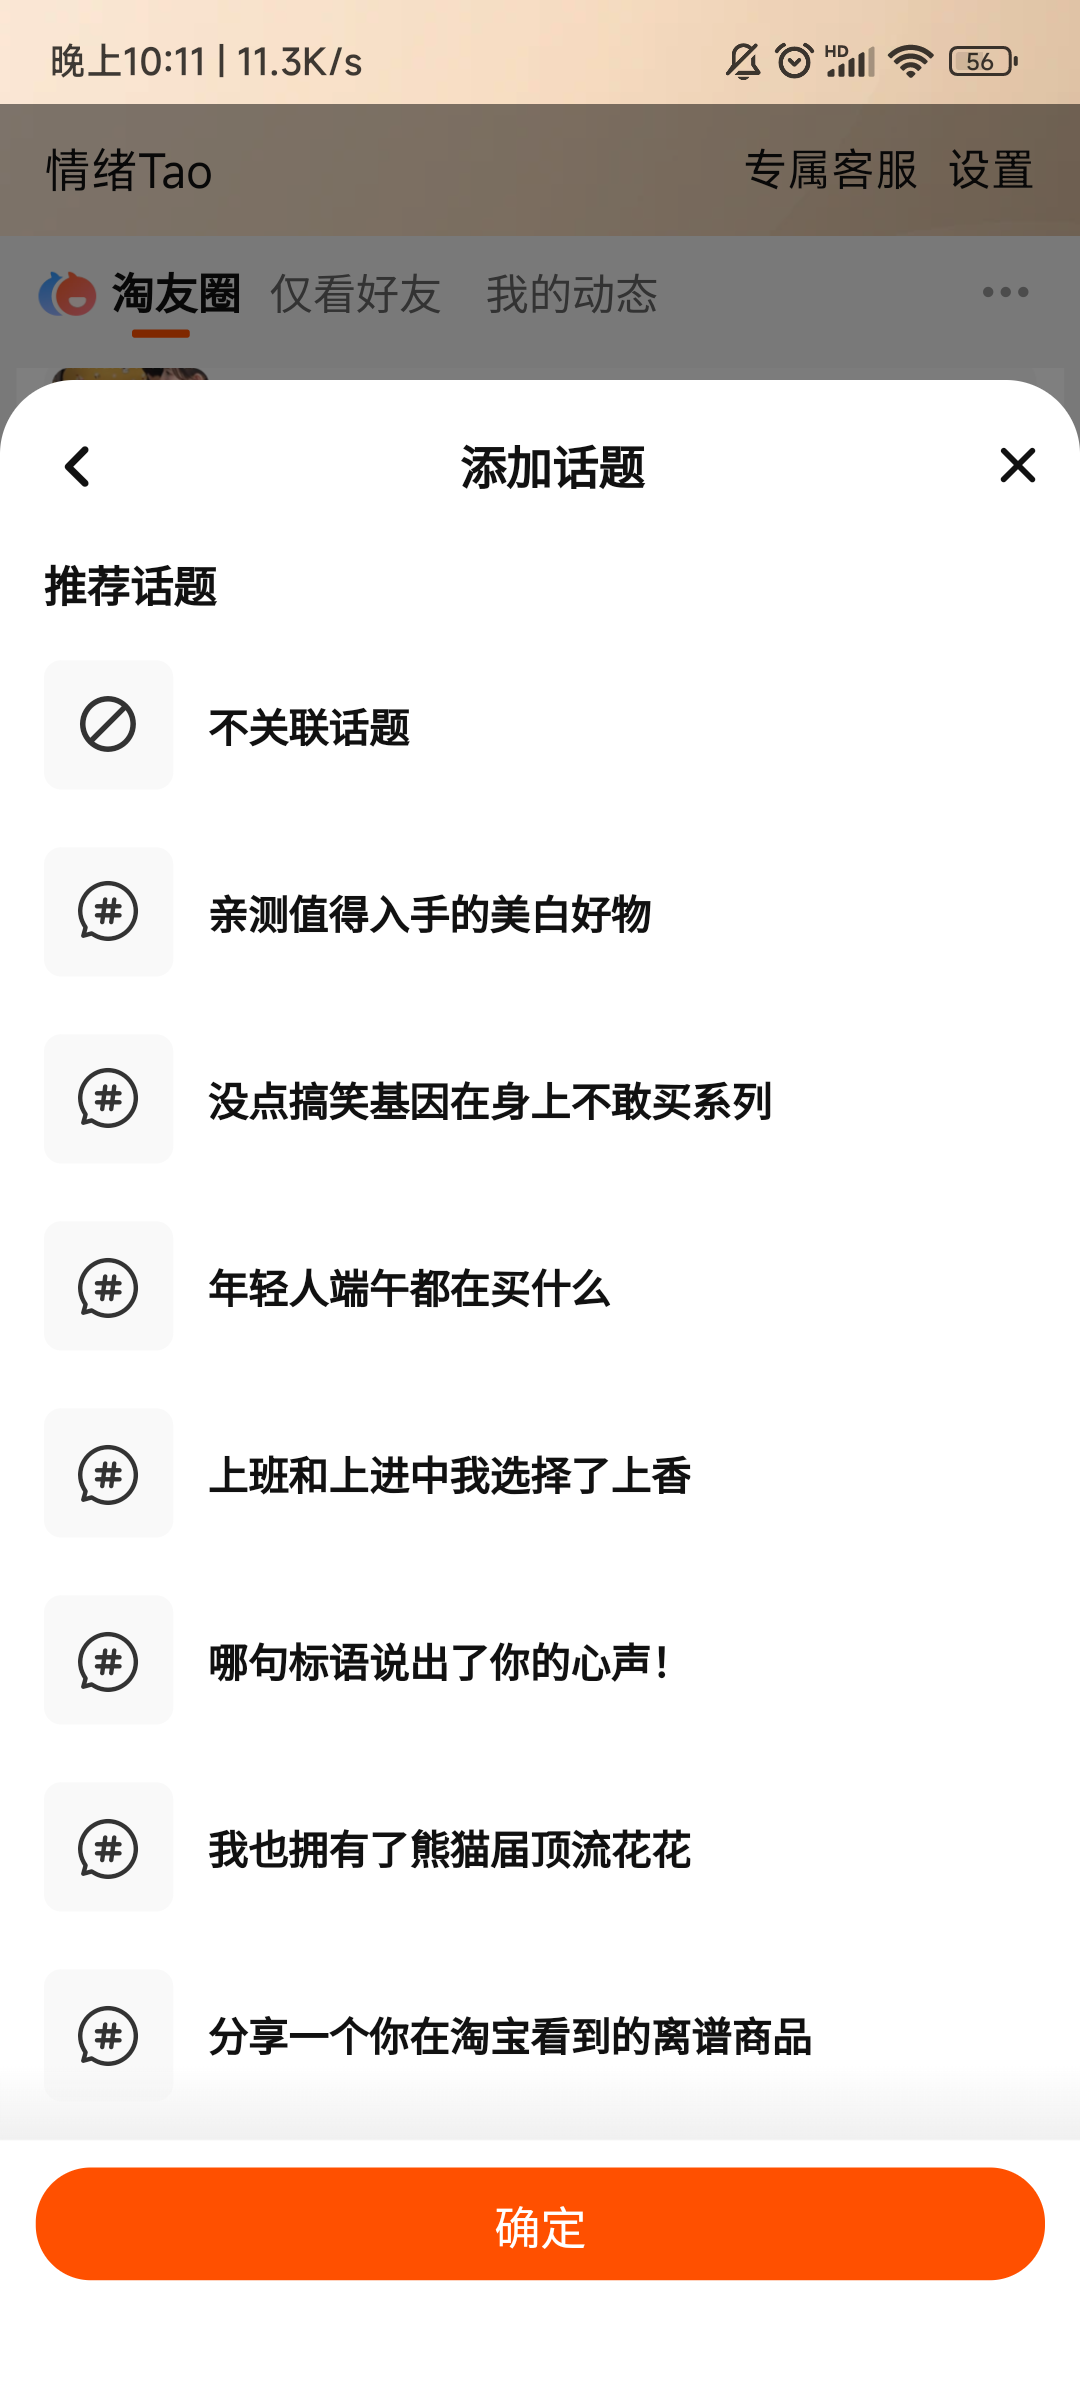 晚上10:11 | 11.3K/s
HD
56
情绪Tao
专属客服 设置
淘友圈 仅看好友 我的动态
添加话题
推荐话题
不关联话题
亲测值得入手的美白好物
没点搞笑基因在身上不敢买系列
年轻人端午都在买什么
上班和上进中我选择了上香
哪句标语说出了你的心声！
我也拥有了熊猫届顶流花花
分享一个你在淘宝看到的离谱商品
确定